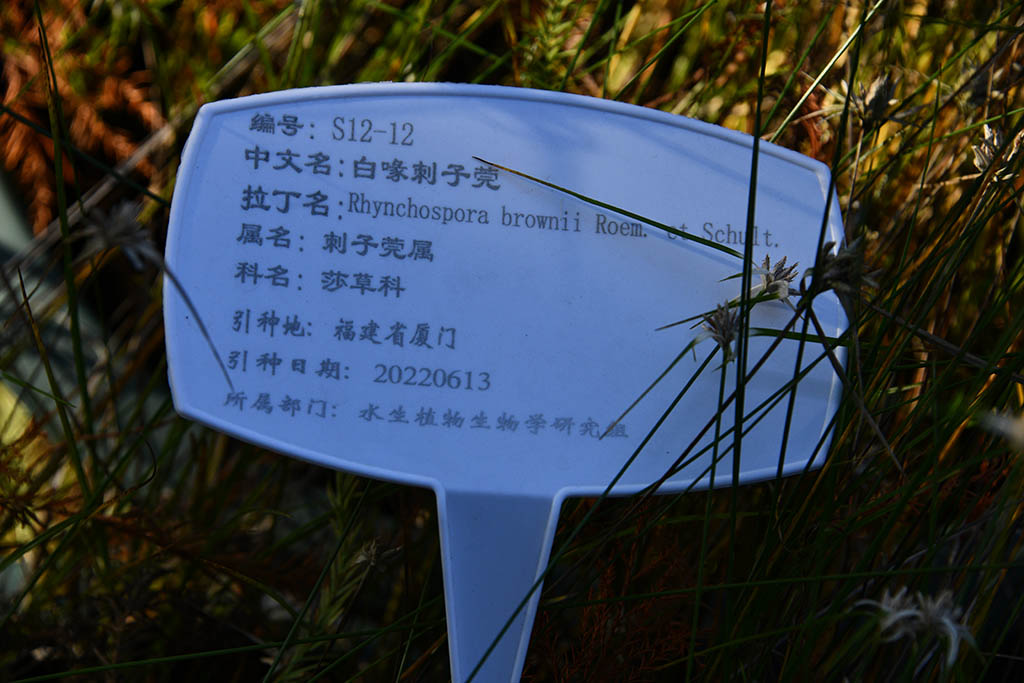 编号: S12-12
中文名:白喙刺子莞
拉丁名:Rhynchospora brownii Roem. et Schult.
属名: 刺子莞属
科名: 莎草科
引种地: 福建省厦门
引种日期: 20220613
所属部门: 水生植物生物学研究组